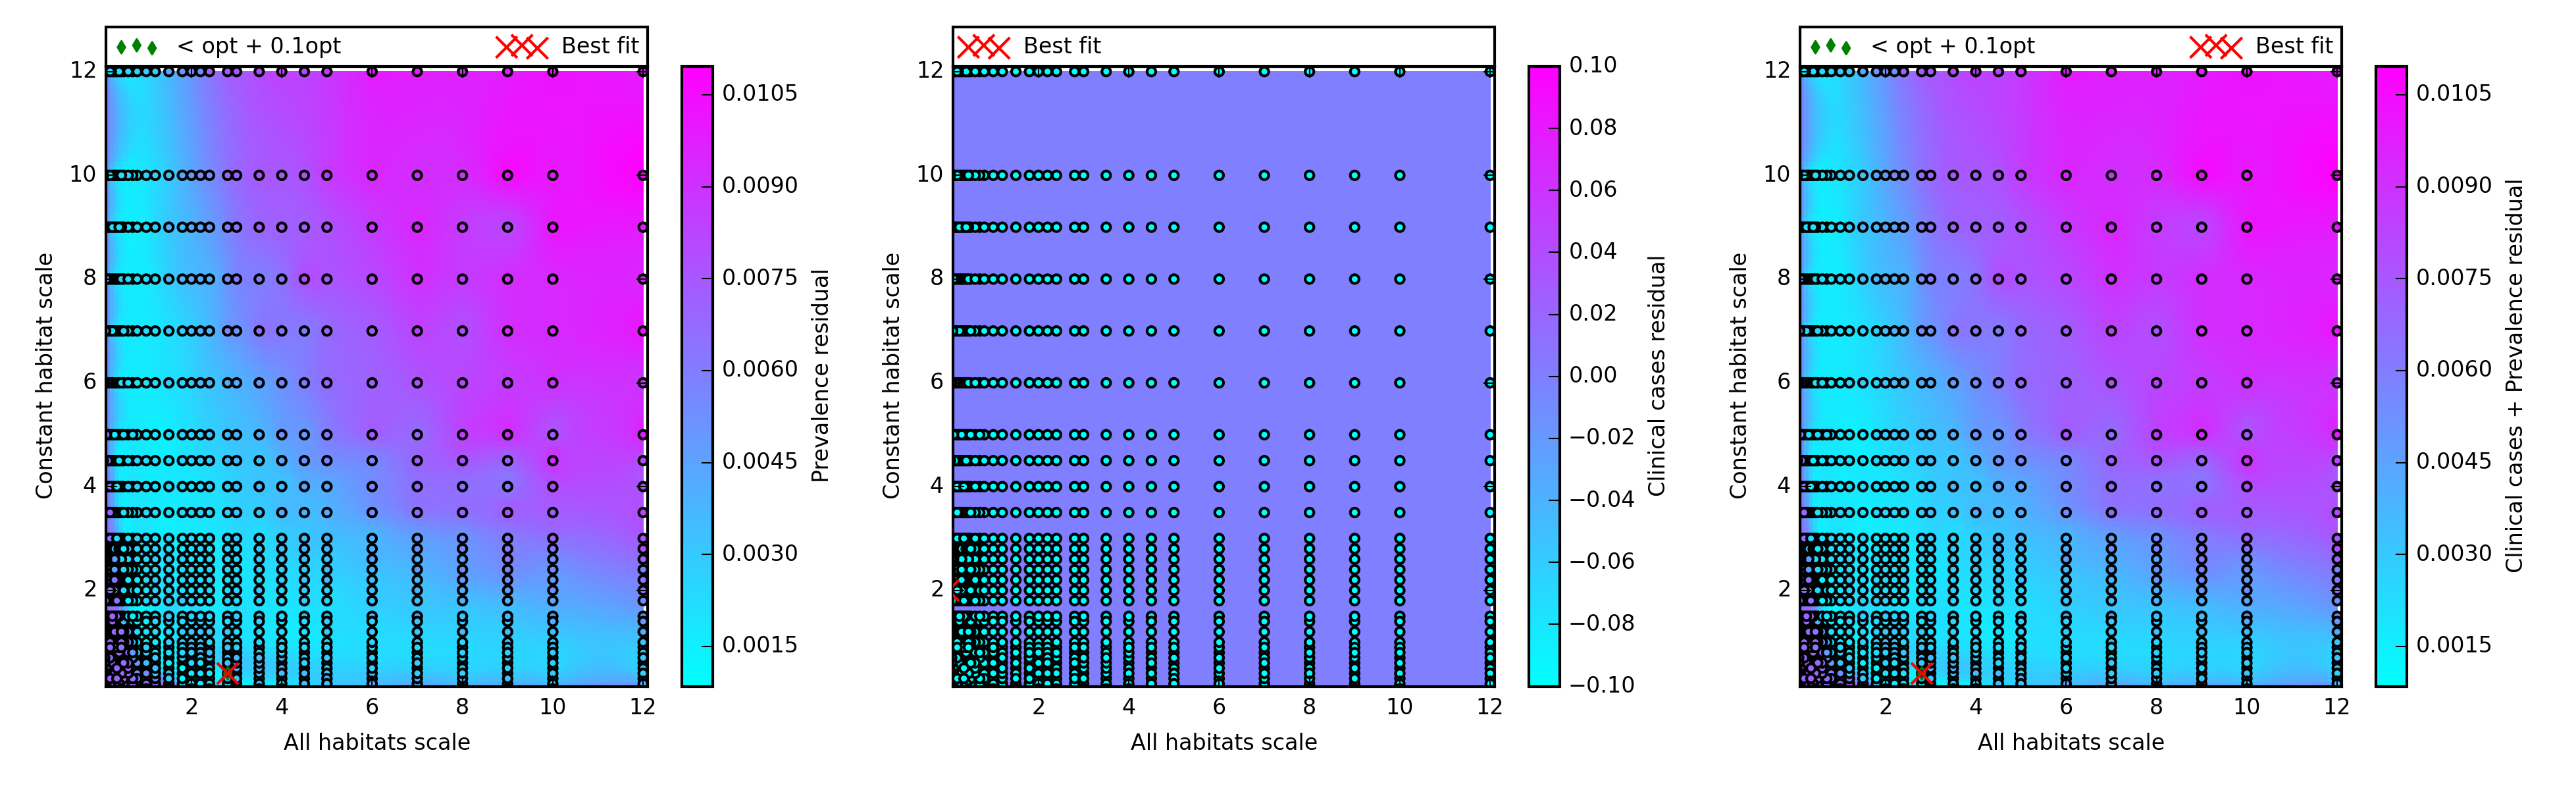 < opt + 0.1opt Best fit
12
10
8
6
4
2
2 4 6 8 10 12
All habitats scale
Constant habitat scale
0.0105
0.0090
0.0075
0.0060
0.0045
0.0030
0.0015
Prevalence residual
Best fit
12
10
8
6
4
2
2 4 6 8 10 12
All habitats scale
Constant habitat scale
0.10
0.08
0.06
0.04
0.02
0.00
−0.02
−0.04
−0.06
−0.08
−0.10
Clinical cases residual
< opt + 0.1opt Best fit
12
10
8
6
4
2
2 4 6 8 10 12
All habitats scale
Constant habitat scale
0.0105
0.0090
0.0075
0.0060
0.0045
0.0030
0.0015
Clinical cases + Prevalence residual